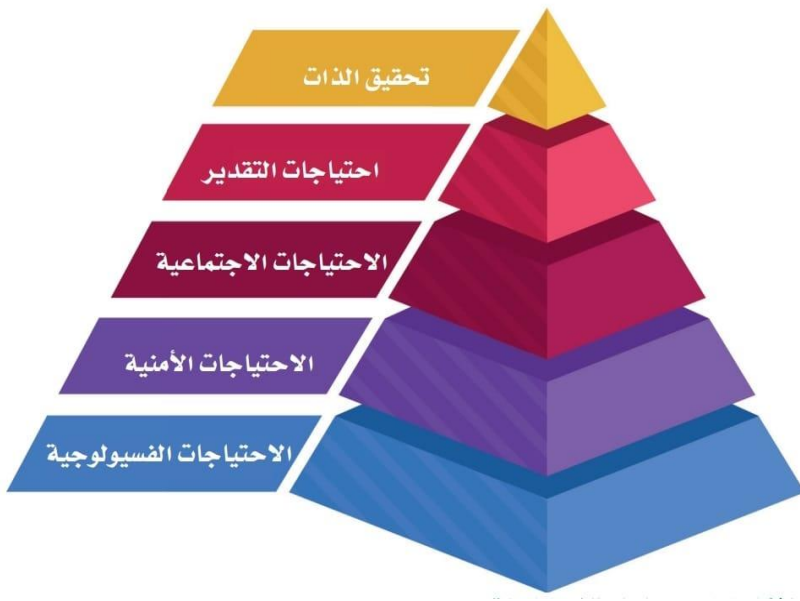 تحقيق الذات
احتياجات التقدير
الاحتياجات الاجتماعية
الاحتياجات الأمنية
الاحتياجات الفسيولوجية